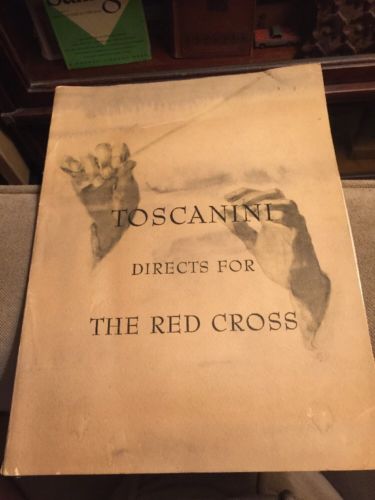 TOSCANINI
DIRECTS FOR
THE RED CROSS